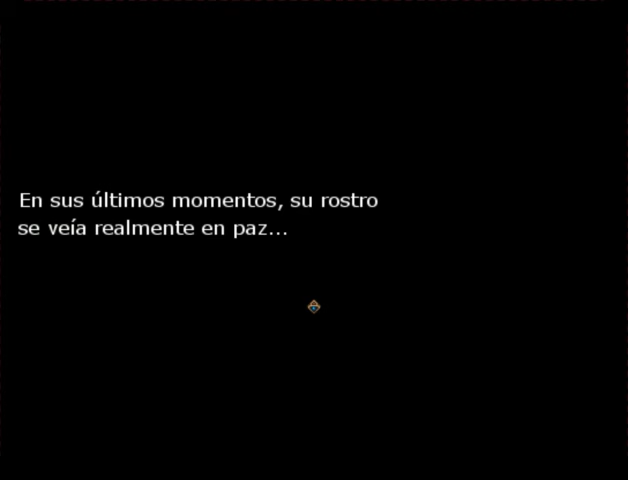 En sus últimos momentos, su rostro
se veía realmente en paz...